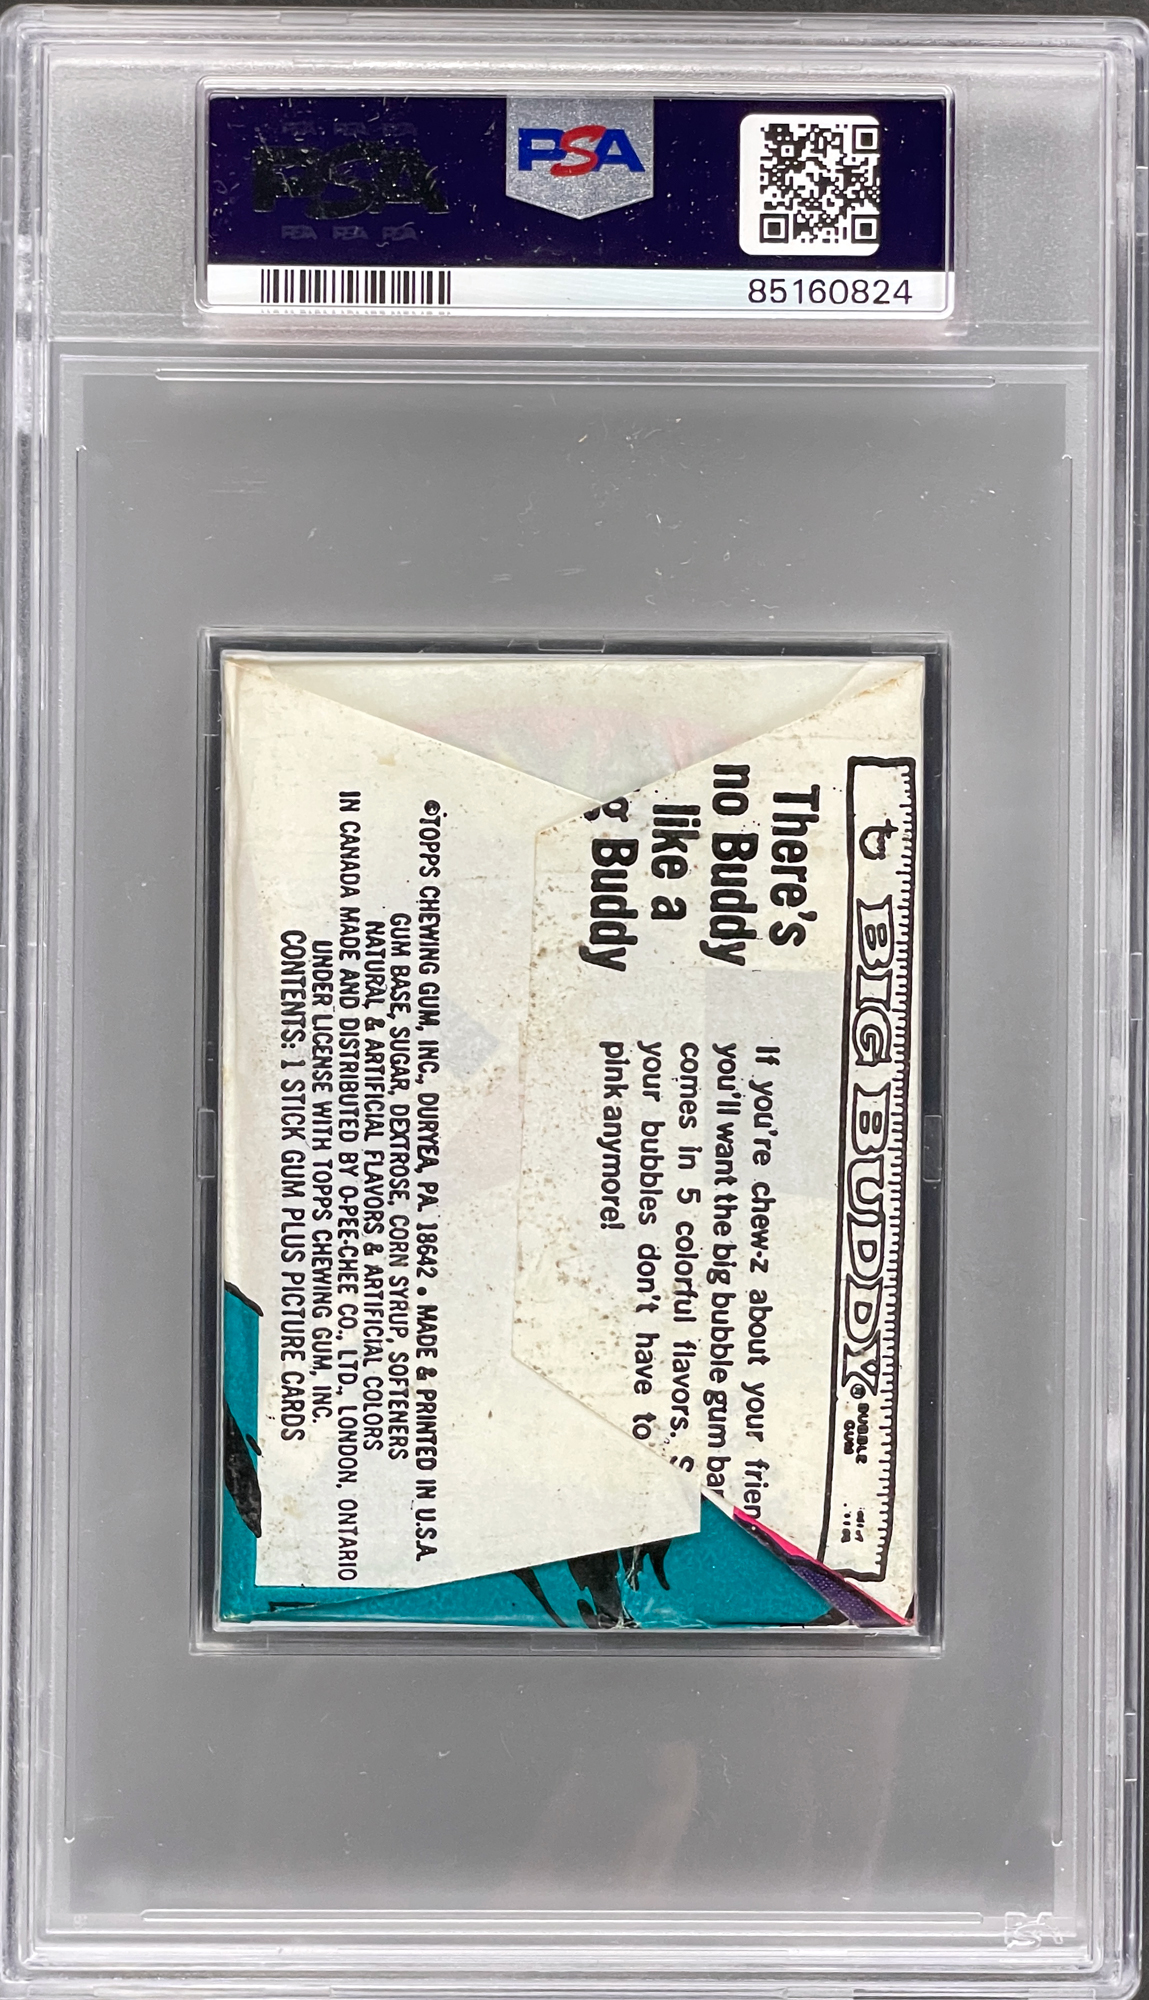 PSA
PSA
85160824
BIG BUDDY®
BUBBLE
GUM
There's
no Buddy
like a
Buddy
If you're chew-z about your
you'll want the big bubble gum bar
comes in 5 colorful flavors.
your bubbles don't have to
pink anymore!
©TOPPS CHEWING GUM, INC., DURYEA, PA. 18642 • MADE & PRINTED IN U.S.A.
GUM BASE, SUGAR, DEXTROSE, CORN SYRUP, SOFTENERS
NATURAL & ARTIFICIAL FLAVORS & ARTIFICIAL COLORS
IN CANADA MADE AND DISTRIBUTED BY O-PEE-CHEE CO., LTD., LONDON, ONTARIO
UNDER LICENSE WITH TOPPS CHEWING GUM, INC.
CONTENTS: 1 STICK GUM PLUS PICTURE CARDS